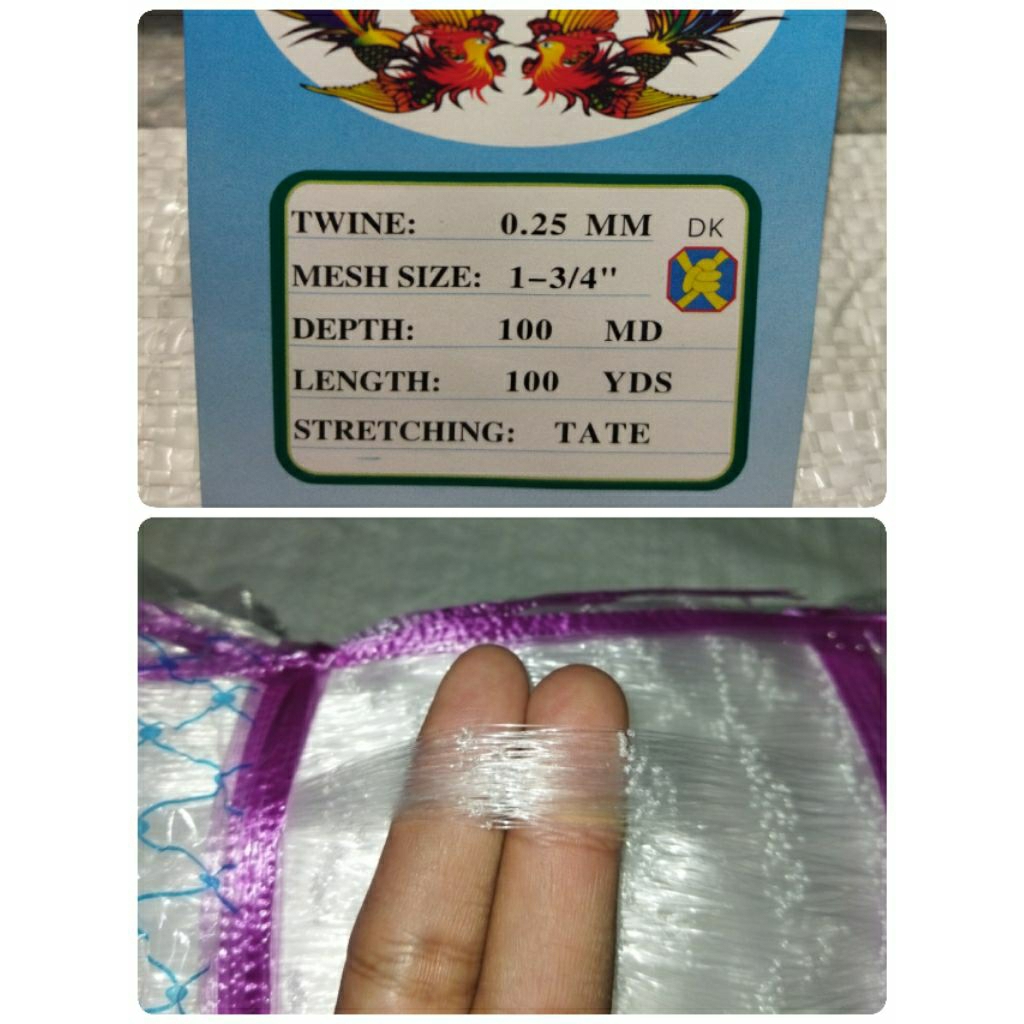 TWINE: 0.25 MM DK
MESH SIZE: 1-3/4"
DEPTH: 100 MD
LENGTH: 100 YDS
STRETCHING: TATE